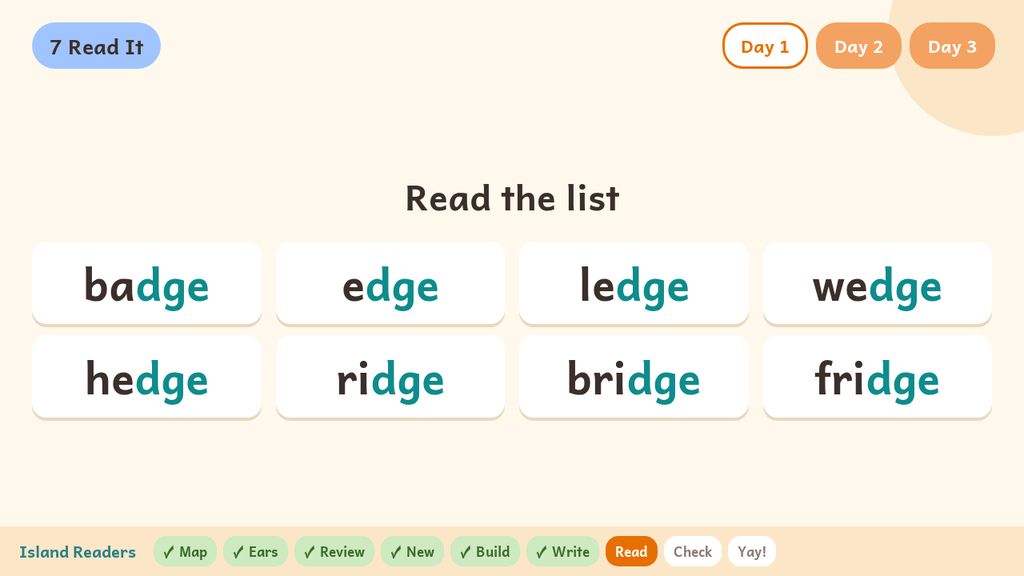 7 Read It
Day 1 Day 2 Day 3
Read the list
badge edge ledge wedge
hedge ridge bridge fridge
Island Readers ✓ Map ✓ Ears ✓ Review ✓ New ✓ Build ✓ Write Read Check Yay!